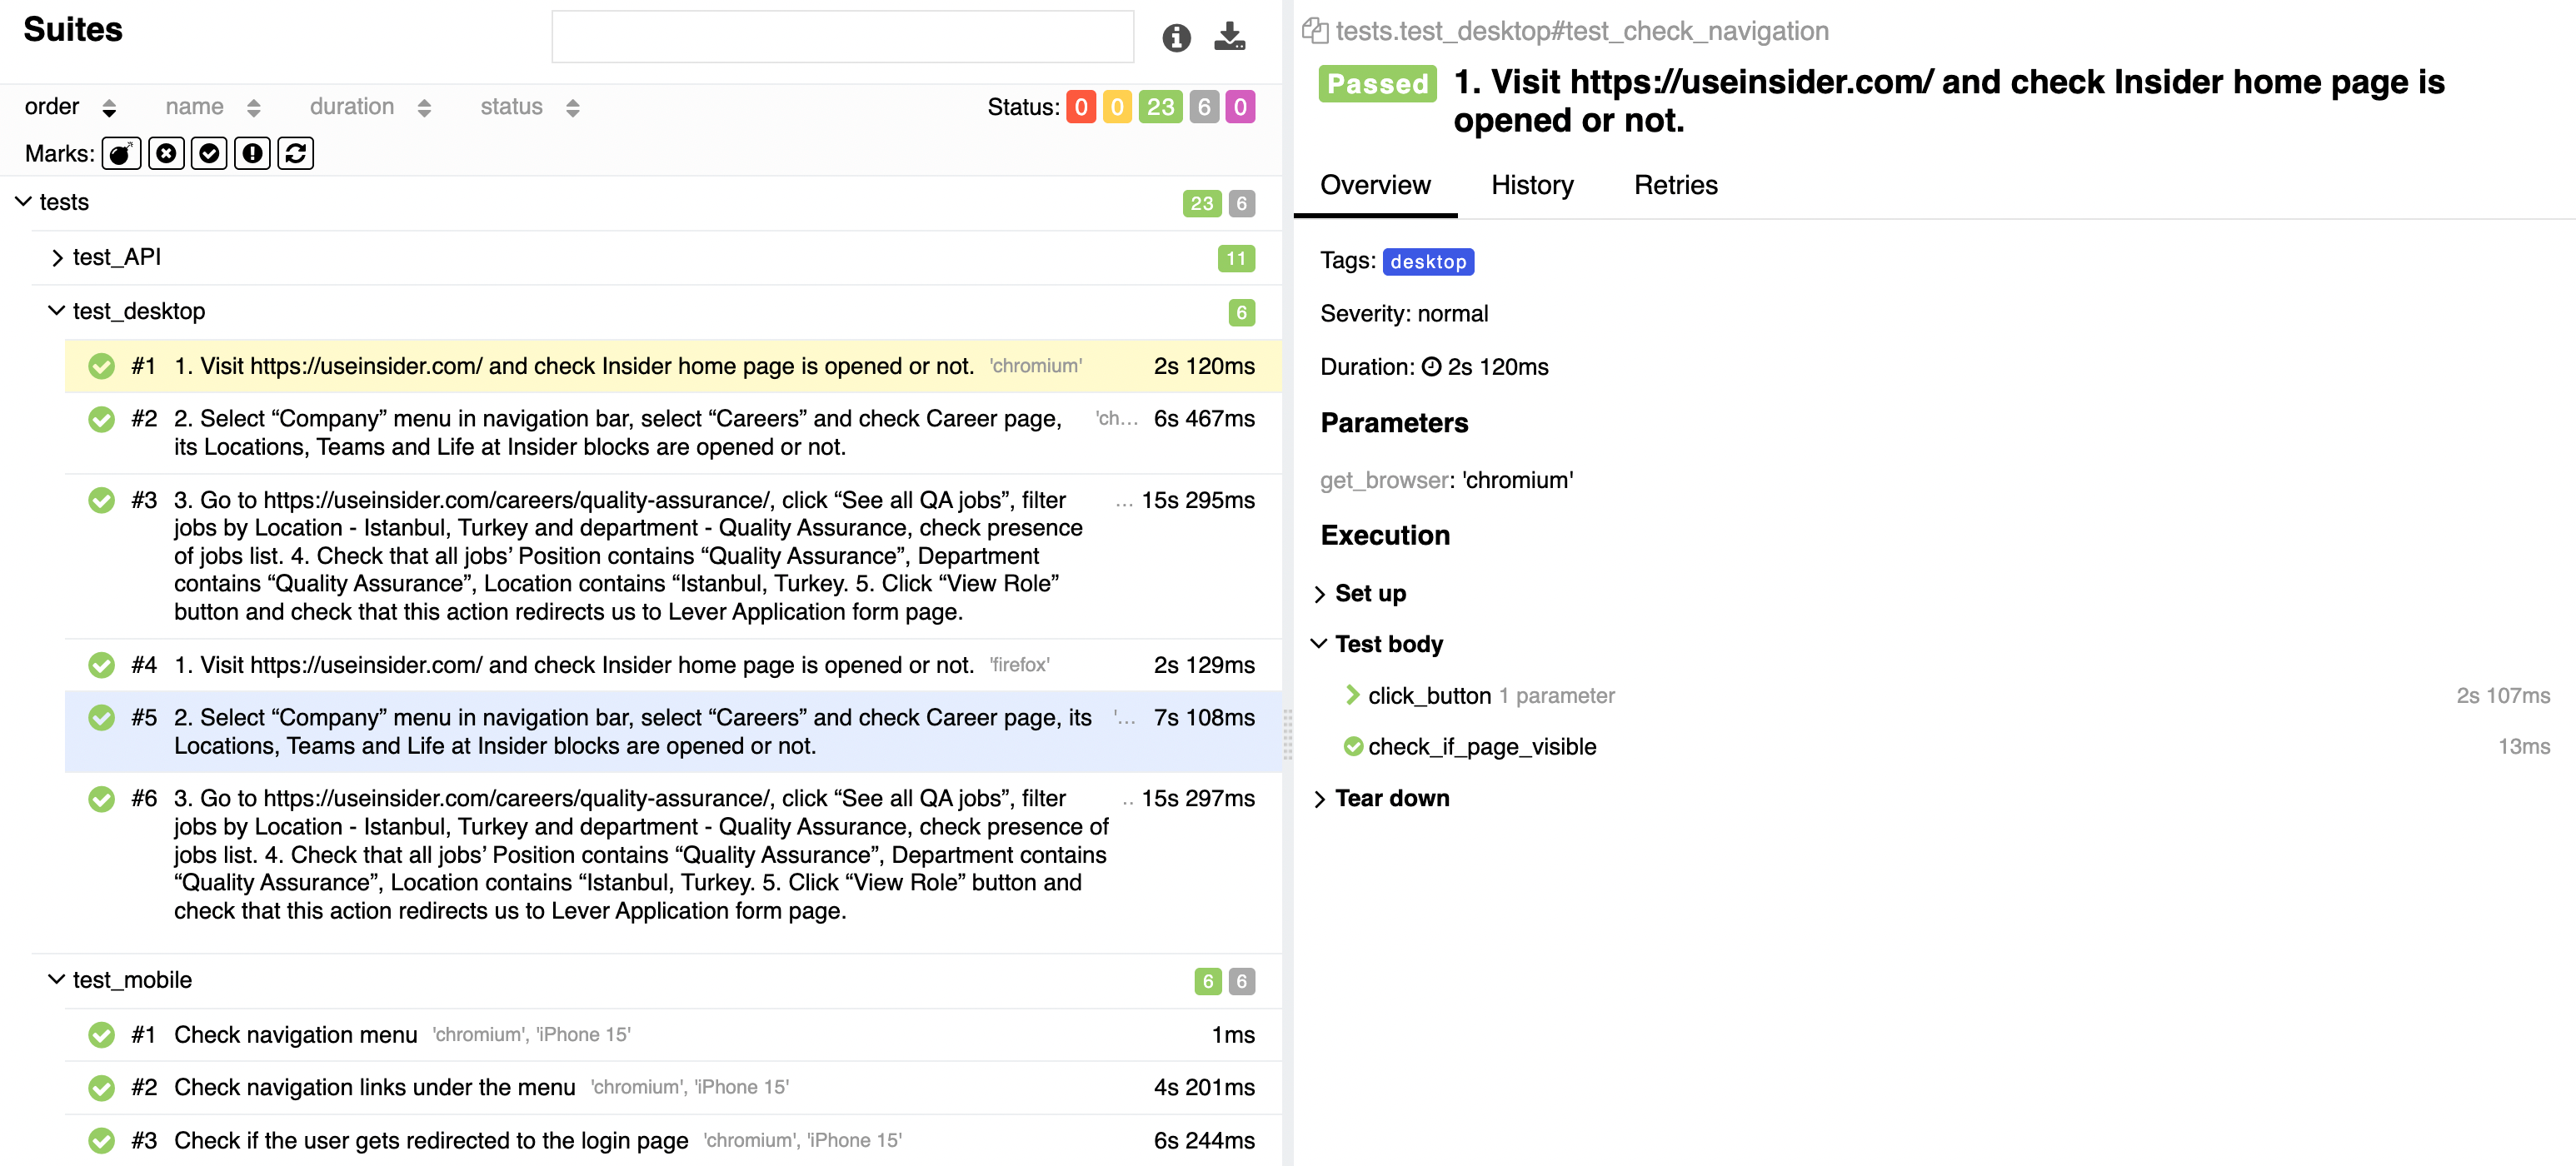 Suites
order name duration status
Status: 0 0 23 6 0
Marks:
tests 23 6
test_API 11
test_desktop 6
#1 1. Visit https://useinsider.com/ and check Insider home page is opened or not. 'chromium' 2s 120ms
#2 2. Select “Company” menu in navigation bar, select “Careers” and check Career page, 'ch... 6s 467ms
its Locations, Teams and Life at Insider blocks are opened or not.
#3 3. Go to https://useinsider.com/careers/quality-assurance/, click “See all QA jobs”, filter ... 15s 295ms
jobs by Location - Istanbul, Turkey and department - Quality Assurance, check presence
of jobs list. 4. Check that all jobs’ Position contains “Quality Assurance”, Department
contains “Quality Assurance”, Location contains “Istanbul, Turkey. 5. Click “View Role”
button and check that this action redirects us to Lever Application form page.
#4 1. Visit https://useinsider.com/ and check Insider home page is opened or not. 'firefox' 2s 129ms
#5 2. Select “Company” menu in navigation bar, select “Careers” and check Career page, its '... 7s 108ms
Locations, Teams and Life at Insider blocks are opened or not.
#6 3. Go to https://useinsider.com/careers/quality-assurance/, click “See all QA jobs”, filter .. 15s 297ms
jobs by Location - Istanbul, Turkey and department - Quality Assurance, check presence of
jobs list. 4. Check that all jobs’ Position contains “Quality Assurance”, Department contains
“Quality Assurance”, Location contains “Istanbul, Turkey. 5. Click “View Role” button and
check that this action redirects us to Lever Application form page.
test_mobile 6 6
#1 Check navigation menu 'chromium', 'iPhone 15' 1ms
#2 Check navigation links under the menu 'chromium', 'iPhone 15' 4s 201ms
#3 Check if the user gets redirected to the login page 'chromium', 'iPhone 15' 6s 244ms
tests.test_desktop#test_check_navigation
Passed 1. Visit https://useinsider.com/ and check Insider home page is
opened or not.
Overview History Retries
Tags: desktop
Severity: normal
Duration: 2s 120ms
Parameters
get_browser: 'chromium'
Execution
Set up
Test body
click_button 1 parameter 2s 107ms
check_if_page_visible 13ms
Tear down